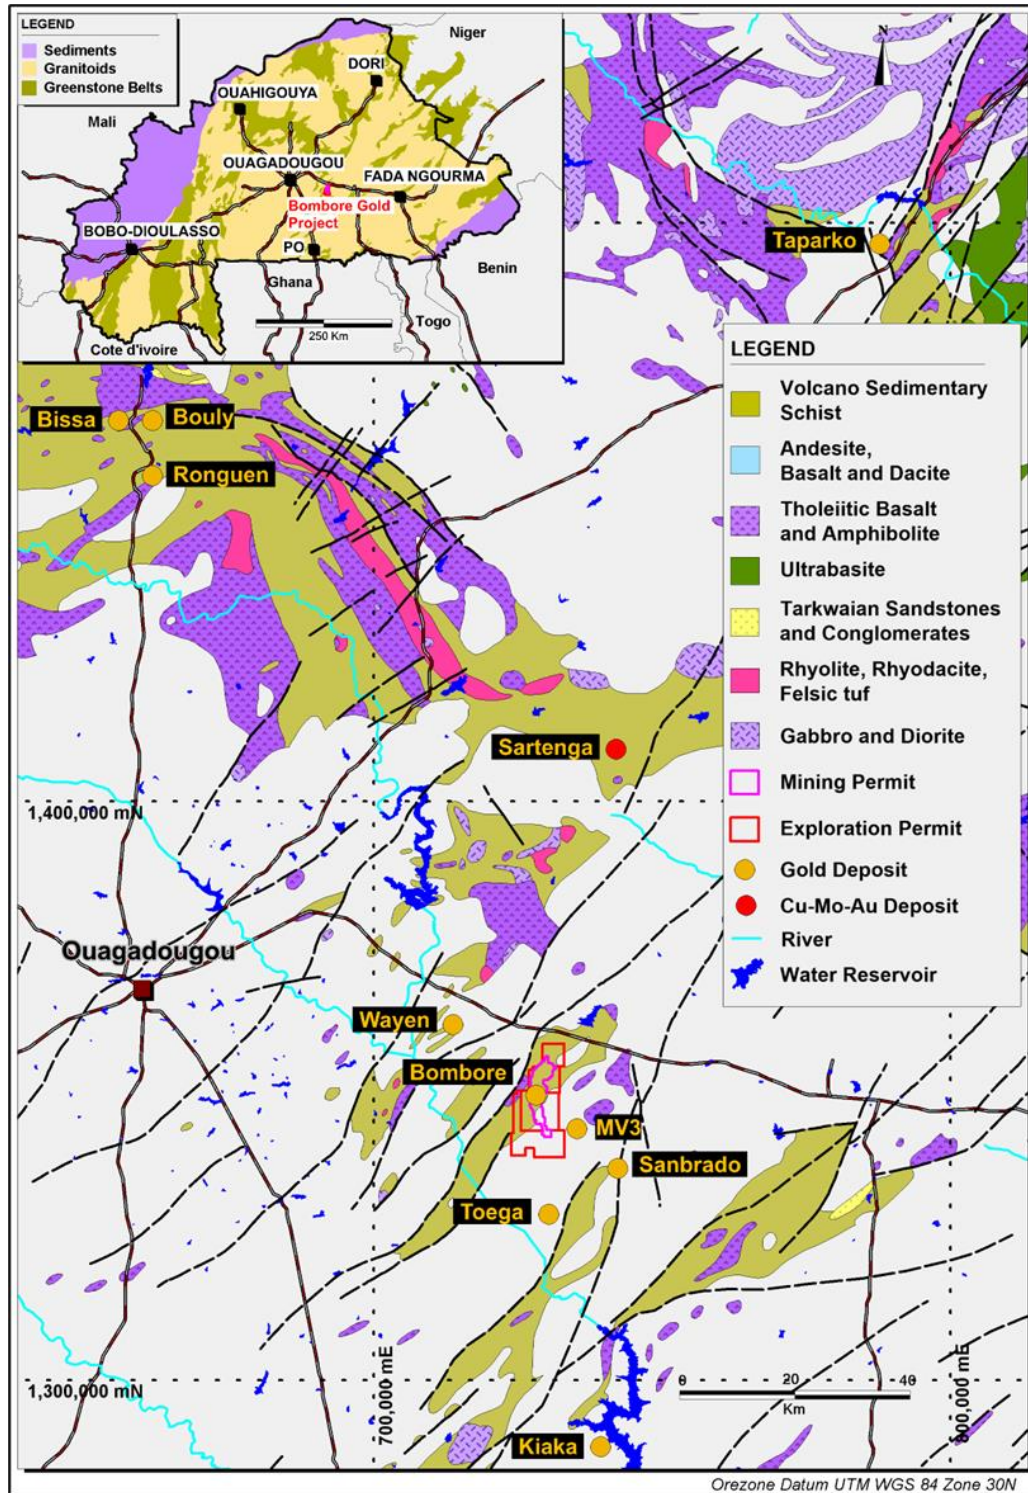 LEGEND
Sediments
Granitoids
Greenstone Belts
Niger
DORI
OUAHIGOUYA
Mali
OUAGADOUGOU
FADA NGOURMA
Bombore Gold
Project
BOBO-DIOULASSO
PO
Benin
Ghana
Togo
250 Km
Cote d'ivoire
N
Taparko
LEGEND
Volcano Sedimentary
Schist
Andesite,
Basalt and Dacite
Tholeiitic Basalt
and Amphibolite
Ultrabasite
Tarkwaian Sandstones
and Conglomerates
Rhyolite, Rhyodacite,
Felsic tuf
Gabbro and Diorite
Mining Permit
Exploration Permit
Gold Deposit
Cu-Mo-Au Deposit
River
Water Reservoir
Bissa
Bouly
Ronguen
Sartenga
1,400,000 mN
Ouagadougou
Wayen
Bombore
MV3
Sanbrado
Toega
1,300,000 mN
700,000 mE
800,000 mE
0 20 40
Km
Kiaka
Orezone Datum UTM WGS 84 Zone 30N